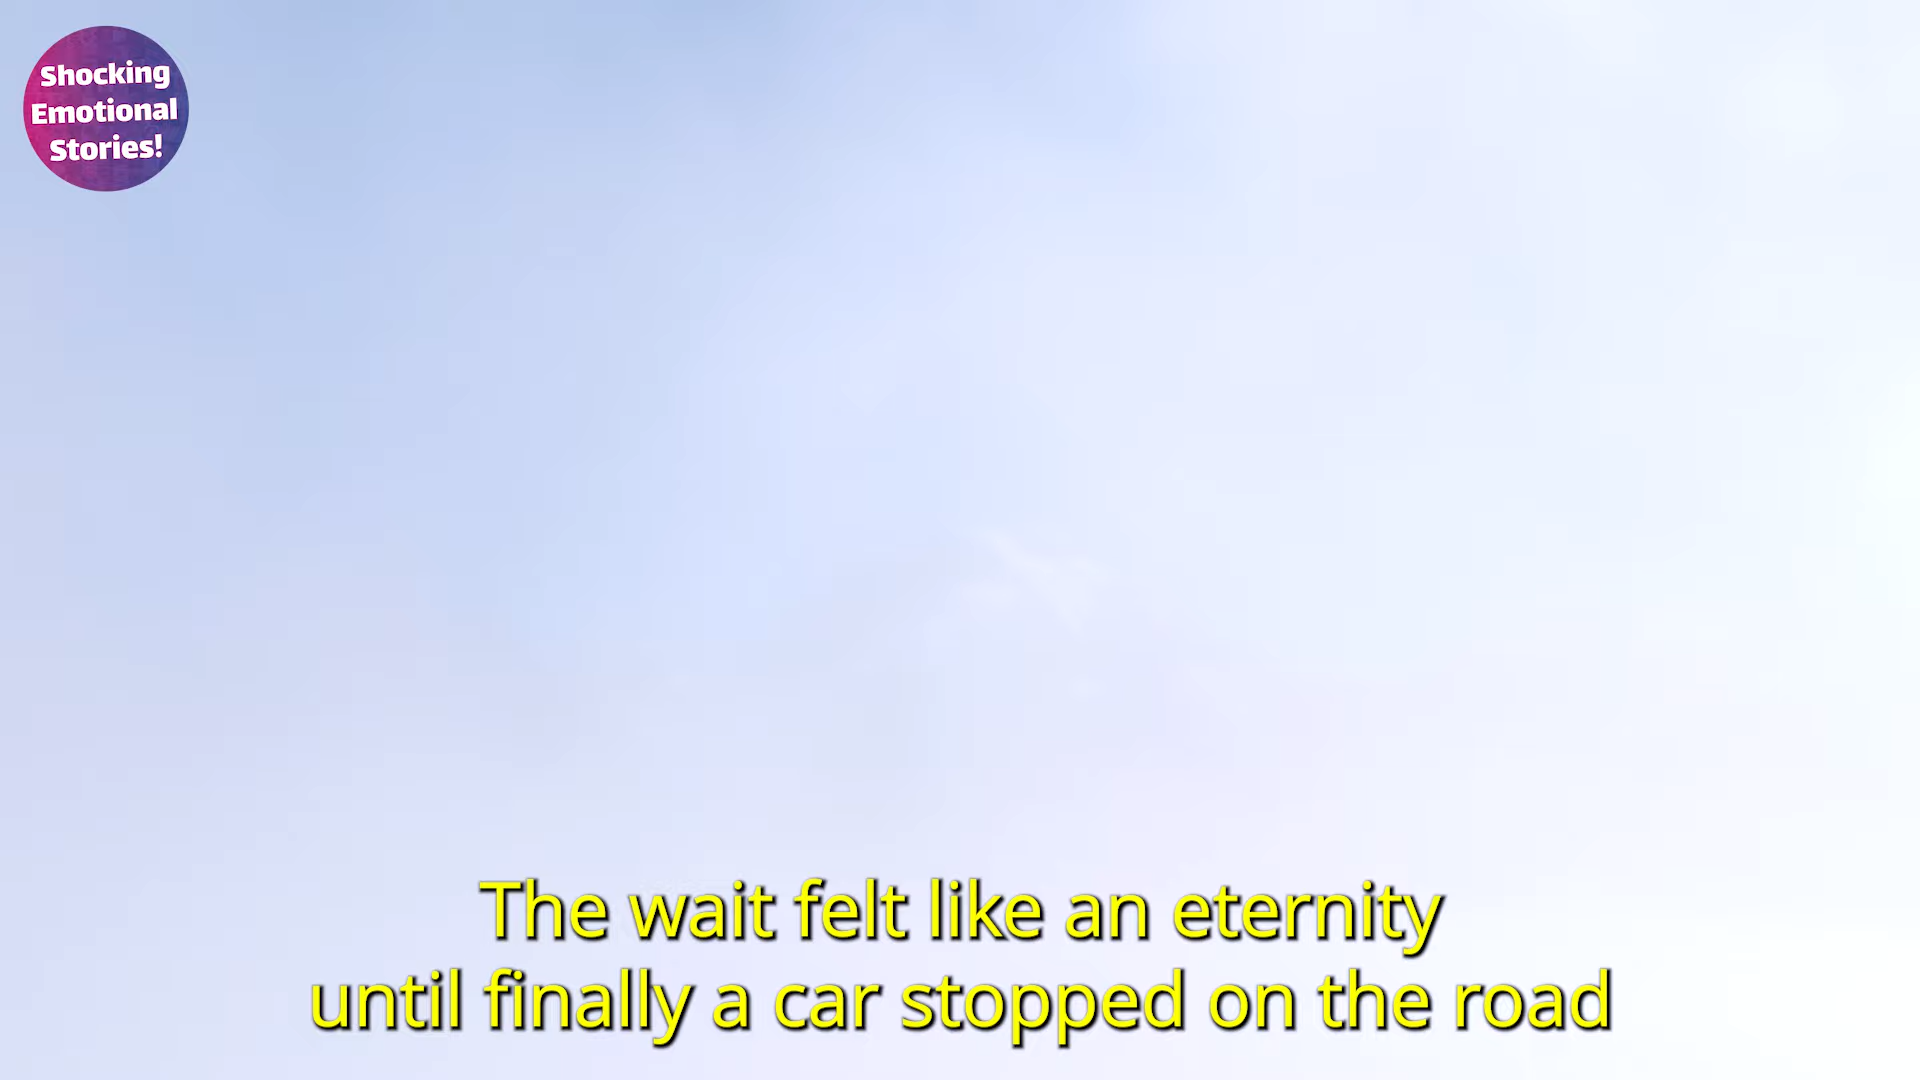 Shocking
Emotional
Stories!
The wait felt like an eternity
until finally a car stopped on the road